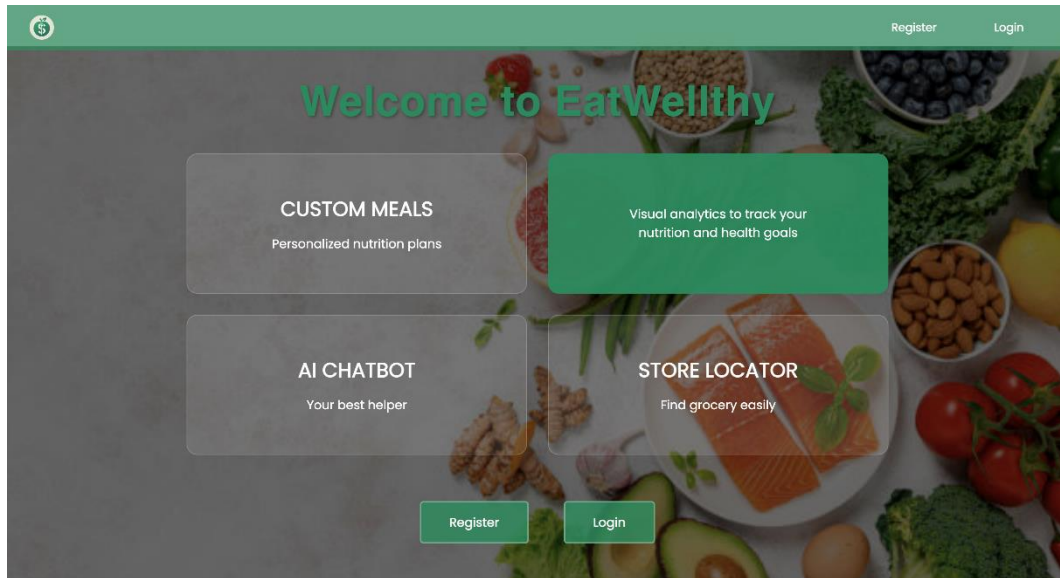 $
Register
Login
Welcome to EatWellthy
CUSTOM MEALS
Personalized nutrition plans
Visual analytics to track your
nutrition and health goals
AI CHATBOT
Your best helper
STORE LOCATOR
Find grocery easily
Register
Login